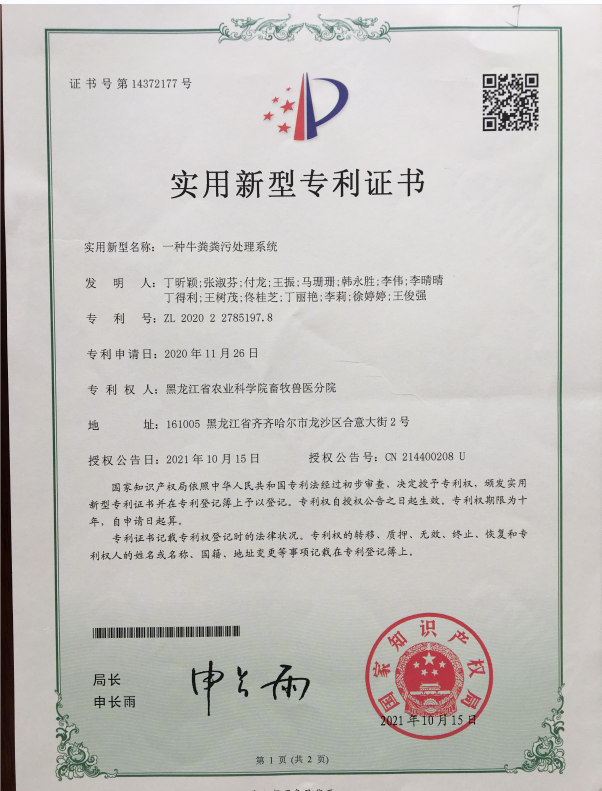 证书号第14372177号
实用新型专利证书
实用新型名称：一种牛粪粪污处理系统
发明人：丁昕颖;张淑芬;付龙;王振;马珊珊;韩永胜;李伟;李晴晴
丁得利;王树茂;佟桂芝;丁丽艳;李莉;徐婷婷;王俊强
专利号：ZL 2020 2 2785197.8
专利申请日：2020年11月26日
专利权人：黑龙江省农业科学院畜牧兽医分院
地址：161005 黑龙江省齐齐哈尔市龙沙区合意大街2号
授权公告日：2021年10月15日 授权公告号：CN 214400208 U
国家知识产权局依照中华人民共和国专利法经过初步审查，决定授予专利权，颁发实用
新型专利证书并在专利登记簿上予以登记。专利权自授权公告之日起生效。专利权期限为十
年，自申请日起算。
专利证书记载专利权登记时的法律状况。专利权的转移、质押、无效、终止、恢复和专
利权人的姓名或名称、国籍、地址变更等事项记载在专利登记簿上。
局长
申长雨
申长雨
国家知识产权局
2021年10月15日
第1页(共2页)